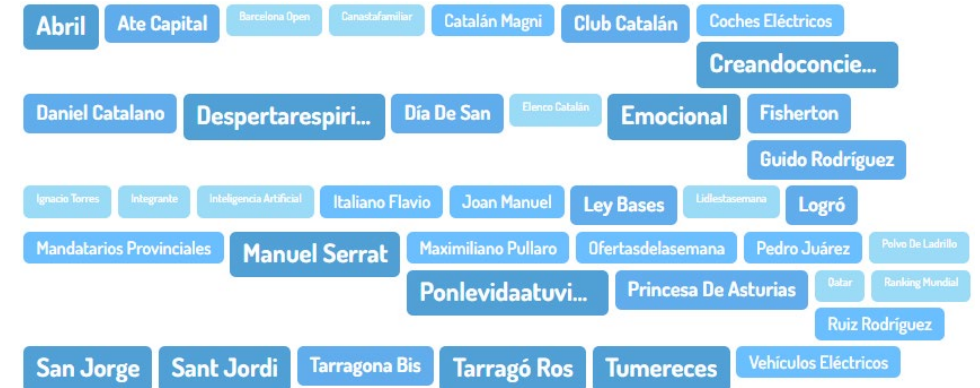 Abril Ate Capital Barcelona Open Canastafamiliar Catalán Magni Club Catalán Coches Eléctricos
Creandoconcie...
Daniel Catalano Despertarespiri... Día De San Elenco Catalán Emocional Fisherton
Guido Rodríguez
Ignacio Torres Integrante Inteligencia Artificial Italiano Flavio Joan Manuel Ley Bases Lidlestasemana Logró
Mandatarios Provinciales Manuel Serrat Maximiliano Pullaro Ofertasdelasemana Pedro Juárez Polvo De Ladrillo
Ponlevidaatuvi... Princesa De Asturias Qatar Ranking Mundial
Ruiz Rodríguez
San Jorge Sant Jordi Tarragona Bis Tarragó Ros Tumereces Vehículos Eléctricos